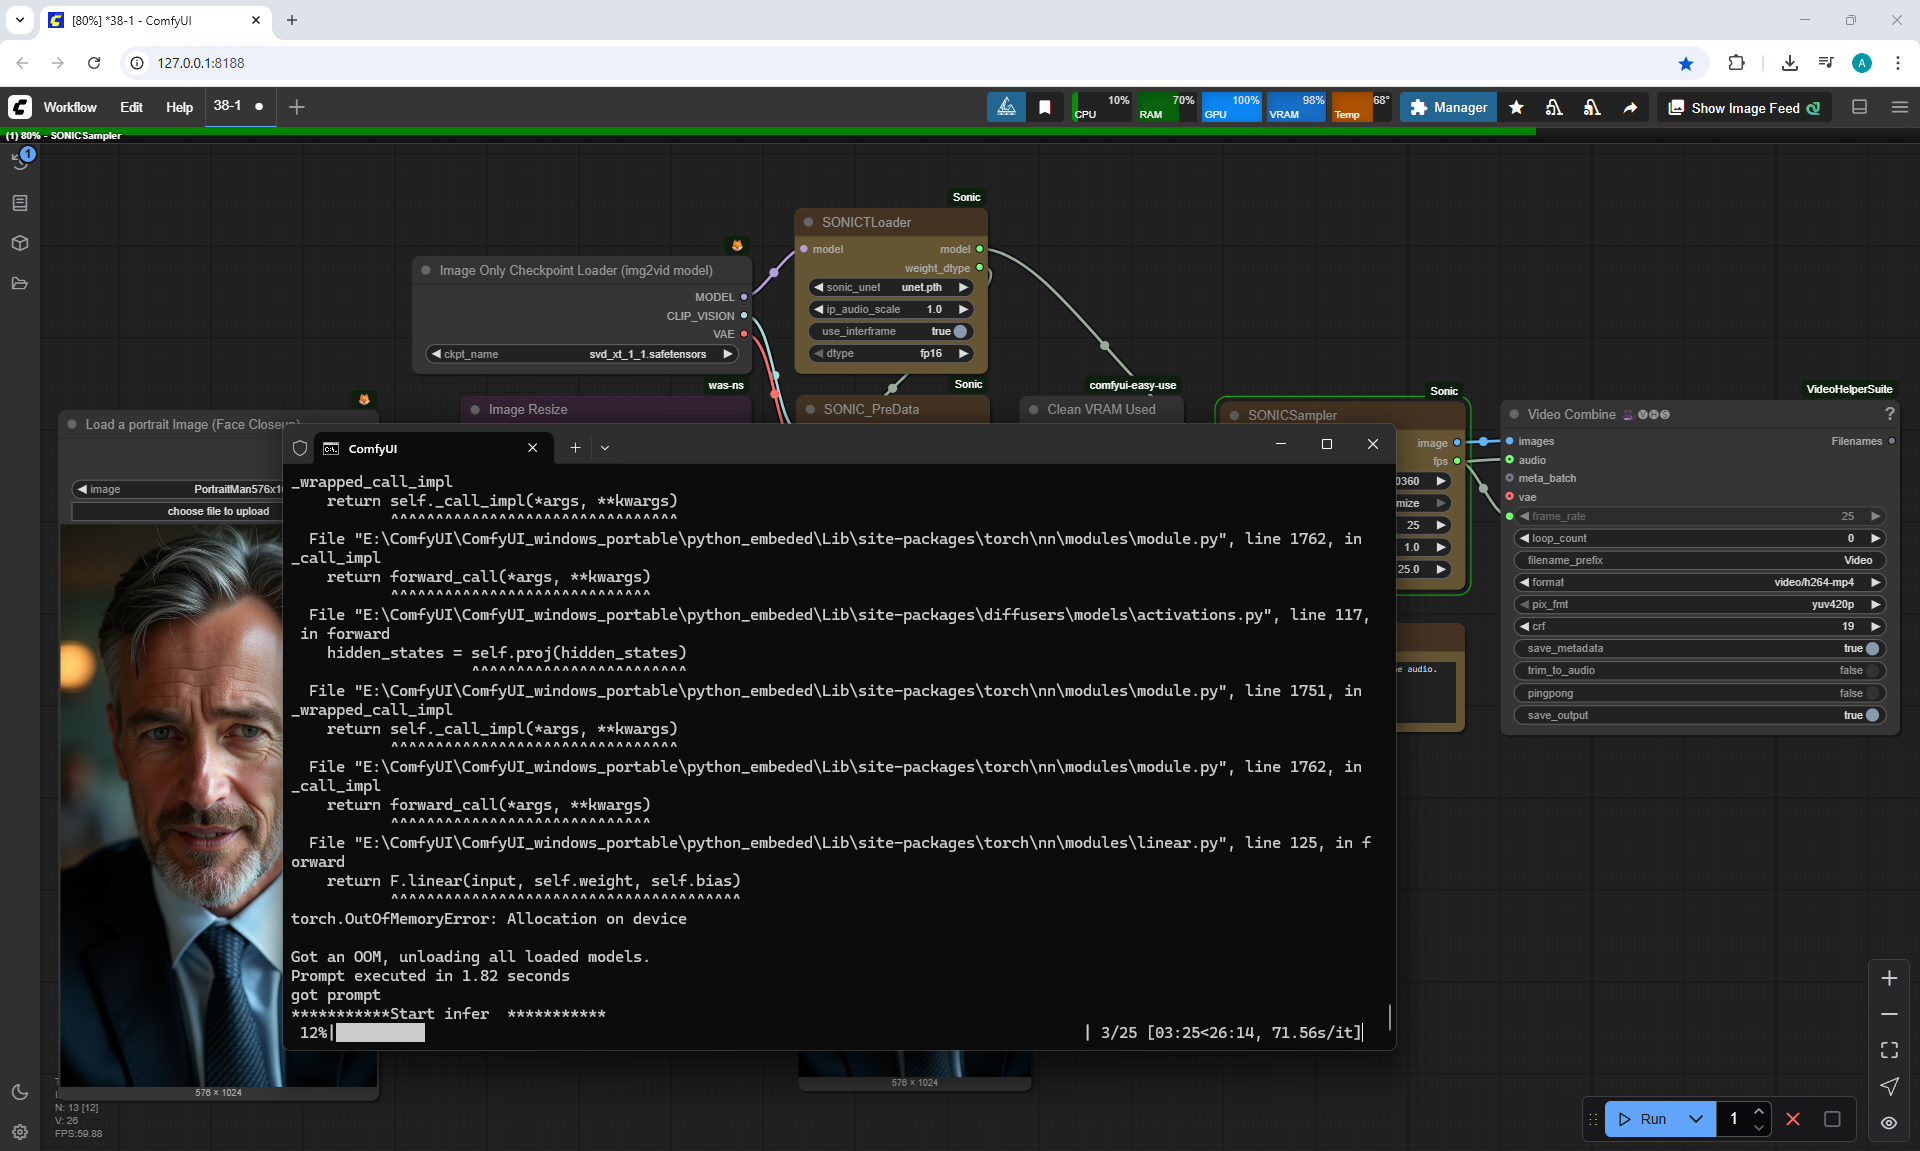 [80%] *38-1 - ComfyUI
127.0.0.1:8188
A
Workflow Edit Help 38-1
CPU 10%
RAM 70%
GPU 100%
VRAM 98%
Temp 68°
Manager
Show Image Feed
(1) 80% - SONICSampler
1
Sonic
SONICTLoader
model model
weight_dtype
sonic_unet unet.pth
ip_audio_scale 1.0
use_interframe true
dtype fp16
Image Only Checkpoint Loader (img2vid model)
MODEL
CLIP_VISION
VAE
ckpt_name svd_xt_1_1.safetensors
was-ns
Image Resize
Sonic
SONIC_PreData
comfyui-easy-use
Clean VRAM Used
Sonic
SONICSampler
image
fps
0360
mize
25
1.0
25.0
e audio.
VideoHelperSuite
Video Combine VHS ?
images Filenames
audio
meta_batch
vae
frame_rate 25
loop_count 0
filename_prefix Video
format video/h264-mp4
pix_fmt yuv420p
crf 19
save_metadata true
trim_to_audio false
pingpong false
save_output true
Load a portrait Image (Face Closeup)
image PortraitMan576x10
choose file to upload
576 × 1024
576 × 1024
ComfyUI
_wrapped_call_impl
return self._call_impl(*args, **kwargs)
^^^^^^^^^^^^^^^^^^^^^^^^^^^^^^^^
File "E:\ComfyUI\ComfyUI_windows_portable\python_embeded\Lib\site-packages\torch\nn\modules\module.py", line 1762, in
_call_impl
return forward_call(*args, **kwargs)
^^^^^^^^^^^^^^^^^^^^^^^^^^^^^
File "E:\ComfyUI\ComfyUI_windows_portable\python_embeded\Lib\site-packages\diffusers\models\activations.py", line 117,
in forward
hidden_states = self.proj(hidden_states)
^^^^^^^^^^^^^^^^^^^^^^^^
File "E:\ComfyUI\ComfyUI_windows_portable\python_embeded\Lib\site-packages\torch\nn\modules\module.py", line 1751, in
_wrapped_call_impl
return self._call_impl(*args, **kwargs)
^^^^^^^^^^^^^^^^^^^^^^^^^^^^^^^^
File "E:\ComfyUI\ComfyUI_windows_portable\python_embeded\Lib\site-packages\torch\nn\modules\module.py", line 1762, in
_call_impl
return forward_call(*args, **kwargs)
^^^^^^^^^^^^^^^^^^^^^^^^^^^^^
File "E:\ComfyUI\ComfyUI_windows_portable\python_embeded\Lib\site-packages\torch\nn\modules\linear.py", line 125, in f
orward
return F.linear(input, self.weight, self.bias)
^^^^^^^^^^^^^^^^^^^^^^^^^^^^^^^^^^^^^^^
torch.OutOfMemoryError: Allocation on device
Got an OOM, unloading all loaded models.
Prompt executed in 1.82 seconds
got prompt
***********Start infer ***********
12%| | 3/25 [03:25<26:14, 71.56s/it]
N: 13 [12]
V: 26
FPS:59.88
Run 1